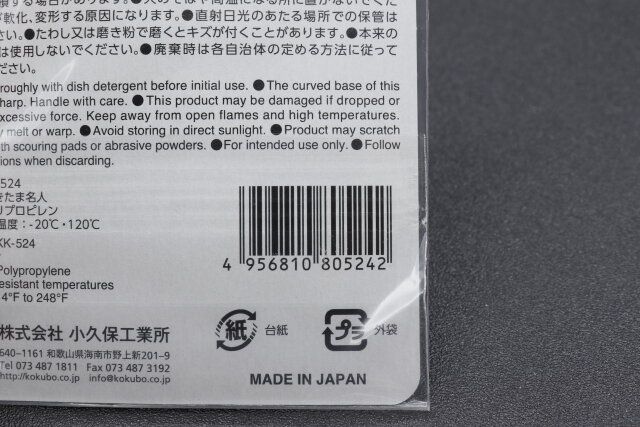 損する場合があります。●火のそばや高温になる所に置かないでくだ
軟化、変形する原因になります。●直射日光のあたる場所での保管は
さい。●たわし又は磨き粉で磨くとキズが付くことがあります。●本来の
は使用しないでください。●廃棄時は各自治体の定める方法に従って
ださい。
roughly with dish detergent before initial use. ●The curved base of this
harp. Handle with care. ●This product may be damaged if dropped or
excessive force. Keep away from open flames and high temperatures.
y melt or warp. ●Avoid storing in direct sunlight. ●Product may scratch
th scouring pads or abrasive powders. ●For intended use only. ●Follow
ions when discarding.
524
きたま名人
リプロピレン
温度：-20℃・120℃
KK-524
Polypropylene
esistant temperatures
4°F to 248°F
4 956810 805242
株式会社 小久保工業所
640-1161 和歌山県海南市野上新201-9
Tel 073 487 1811 Fax 073 487 3192
http://kokubo.co.jp info@kokubo.co.jp
紙 台紙
プラ 外袋
MADE IN JAPAN